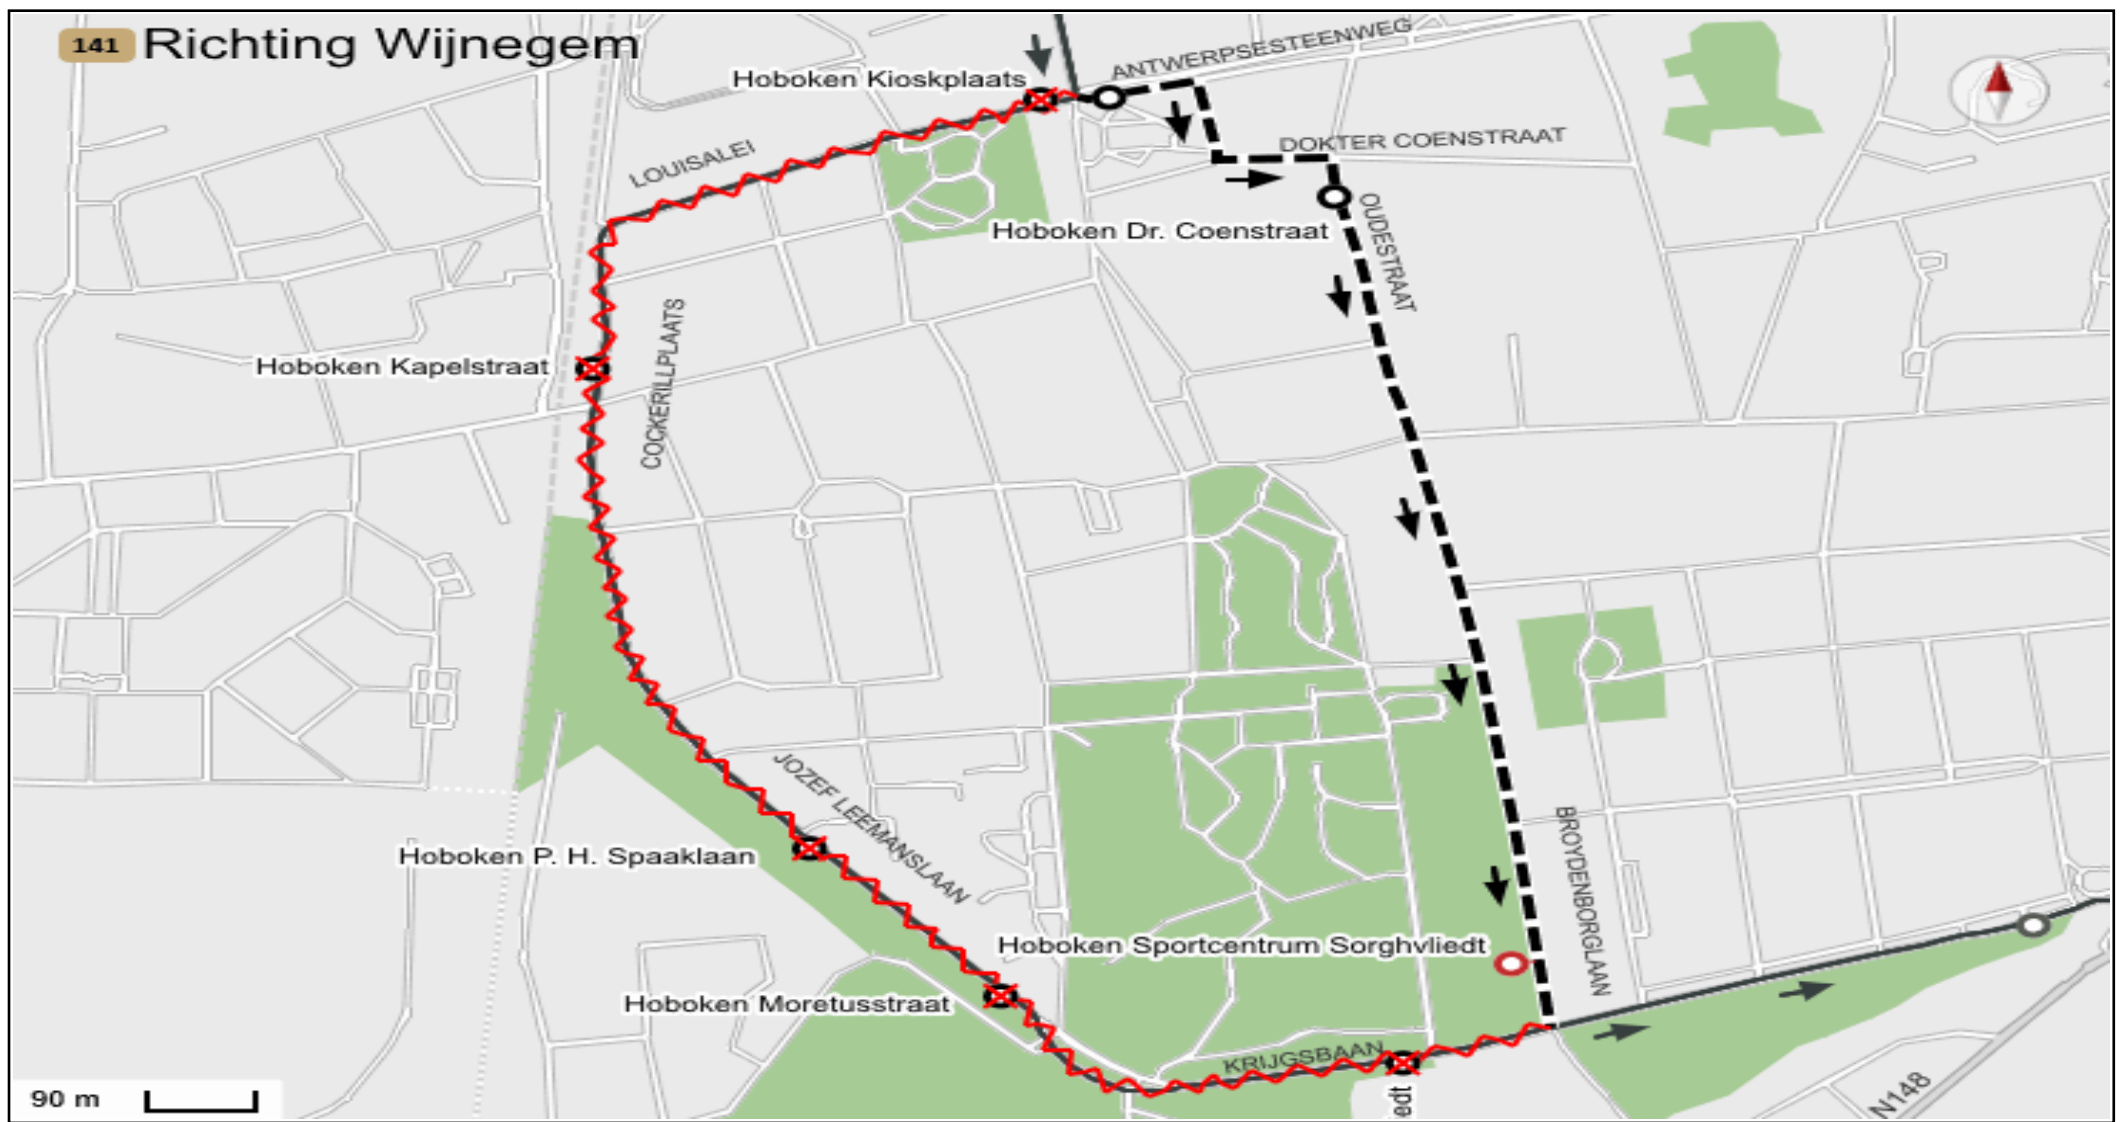 141 Richting Wijnegem
ANTWERPSESTEENWEG
Hoboken Kioskplaats
DOKTER COENSTRAAT
LOUISALEI
OUDESTRAAT
Hoboken Dr. Coenstraat
COCKERILLPLAATS
Hoboken Kapelstraat
JOZEF LEEMANSLAAN
Hoboken P. H. Spaaklaan
BROYDENBORGLAAN
Hoboken Sportcentrum Sorghvliedt
Hoboken Moretusstraat
KRIJGSBAAN
edt
N148
90 m